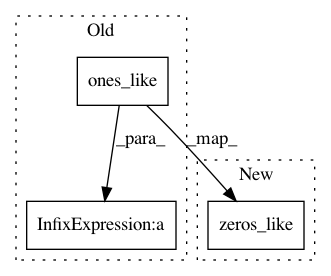 Old
ones_like
_para_
_map_
New
InfixExpression:a
zeros_like